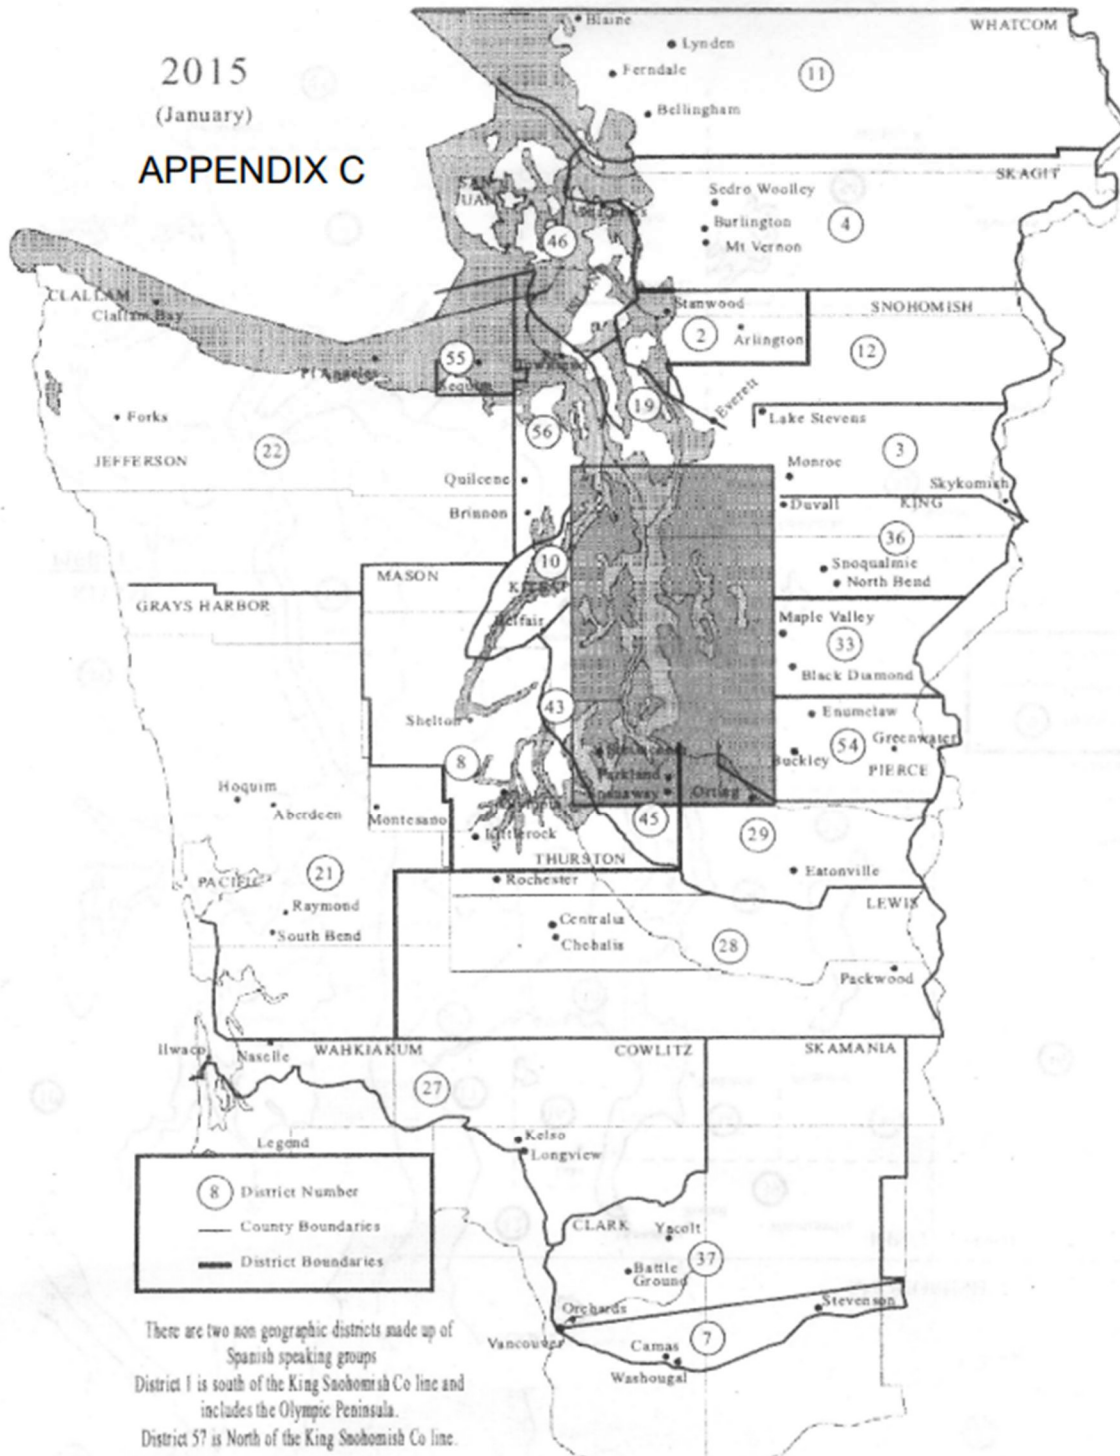 2015
(January)
APPENDIX C
Blaine
WHATCOM
Lynden
Ferndale
11
Bellingham
SKAGIT
SAN
JUAN
Sedro Woolley
Burlington
4
Mt Vernon
46
CLALLAM
Clallam Bay
Stanwood
SNOHOMISH
2
Arlington
12
Pt Angeles
55
Sequim
19
Everett
Lake Stevens
Forks
56
22
JEFFERSON
3
Monroe
Quilcene
Skykomish
Duvall
KING
Brinnon
36
10
Snoqualmie
North Bend
MASON
KITSAP
GRAYS HARBOR
Belfair
Maple Valley
33
Black Diamond
43
Shelton
Enumclaw
54
Greenwater
Buckley
PIERCE
8
Parkland
Spanaway
Orting
Hoquim
Aberdeen
Montesano
Olympia
45
29
Littlerock
THURSTON
Eatonville
21
PACIFIC
Rochester
LEWIS
Raymond
Centralia
South Bend
Chehalis
28
Packwood
Ilwaco
Naselle
WAHKIAKUM
COWLITZ
SKAMANIA
27
Kelso
Longview
Legend
8 District Number
County Boundaries
District Boundaries
CLARK
Yacolt
37
Battle
Ground
Orchards
Stevenson
Vancouver
Camas
7
Washougal
There are two non geographic districts made up of
Spanish speaking groups
District 1 is south of the King Snohomish Co line and
includes the Olympic Peninsula.
District 57 is North of the King Snohomish Co line.